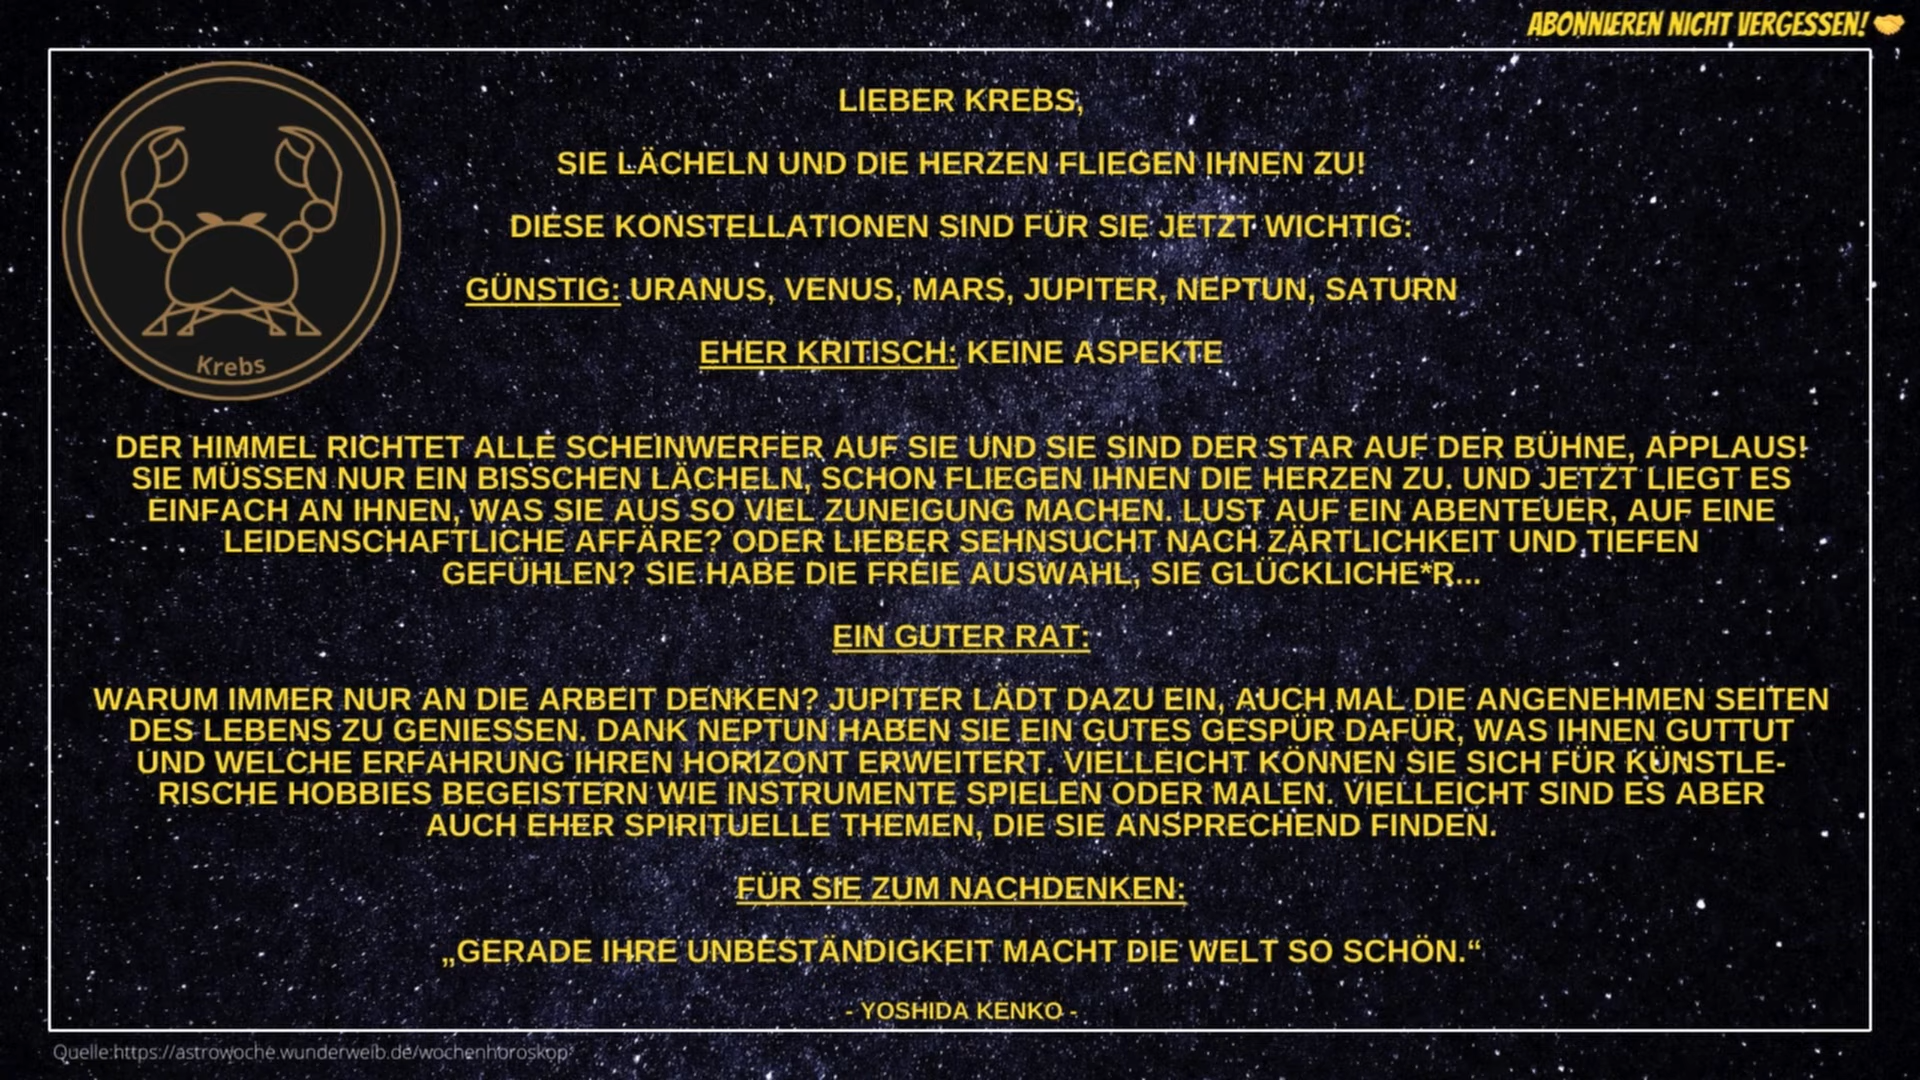 ABONNIEREN NICHT VERGESSEN!
LIEBER KREBS,
SIE LÄCHELN UND DIE HERZEN FLIEGEN IHNEN ZU!
DIESE KONSTELLATIONEN SIND FÜR SIE JETZT WICHTIG:
GÜNSTIG: URANUS, VENUS, MARS, JUPITER, NEPTUN, SATURN
EHER KRITISCH: KEINE ASPEKTE
Krebs
DER HIMMEL RICHTET ALLE SCHEINWERFER AUF SIE UND SIE SIND DER STAR AUF DER BÜHNE, APPLAUS!
SIE MÜSSEN NUR EIN BISSCHEN LÄCHELN, SCHON FLIEGEN IHNEN DIE HERZEN ZU. UND JETZT LIEGT ES
EINFACH AN IHNEN, WAS SIE AUS SO VIEL ZUNEIGUNG MACHEN. LUST AUF EIN ABENTEUER, AUF EINE
LEIDENSCHAFTLICHE AFFÄRE? ODER LIEBER SEHNSUCHT NACH ZÄRTLICHKEIT UND TIEFEN
GEFÜHLEN? SIE HABE DIE FREIE AUSWAHL, SIE GLÜCKLICHE*R...
EIN GUTER RAT:
WARUM IMMER NUR AN DIE ARBEIT DENKEN? JUPITER LÄDT DAZU EIN, AUCH MAL DIE ANGENEHMEN SEITEN
DES LEBENS ZU GENIESSEN. DANK NEPTUN HABEN SIE EIN GUTES GESPÜR DAFÜR, WAS IHNEN GUTTUT
UND WELCHE ERFAHRUNG IHREN HORIZONT ERWEITERT. VIELLEICHT KÖNNEN SIE SICH FÜR KÜNSTLE-
RISCHE HOBBIES BEGEISTERN WIE INSTRUMENTE SPIELEN ODER MALEN. VIELLEICHT SIND ES ABER
AUCH EHER SPIRITUELLE THEMEN, DIE SIE ANSPRECHEND FINDEN.
FÜR SIE ZUM NACHDENKEN:
„GERADE IHRE UNBESTÄNDIGKEIT MACHT DIE WELT SO SCHÖN.“
- YOSHIDA KENKO -
Quelle:https://astrowoche.wunderweib.de/wochenhoroskop